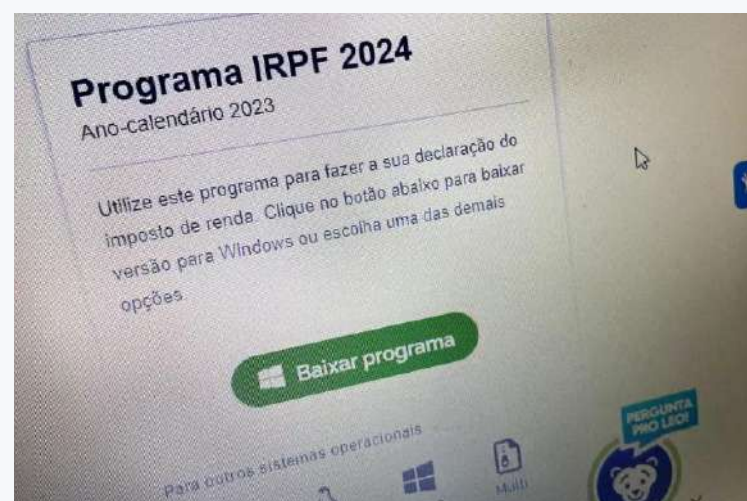 Programa IRPF 2024
Ano-calendário 2023
Utilize este programa para fazer a sua declaração do
imposto de renda. Clique no botão abaixo para baixar
versão para Windows ou escolha uma das demais
opções
Baixar programa
Para outros sistemas operacionais
Multi
PERGUNTA
PRO LEO!